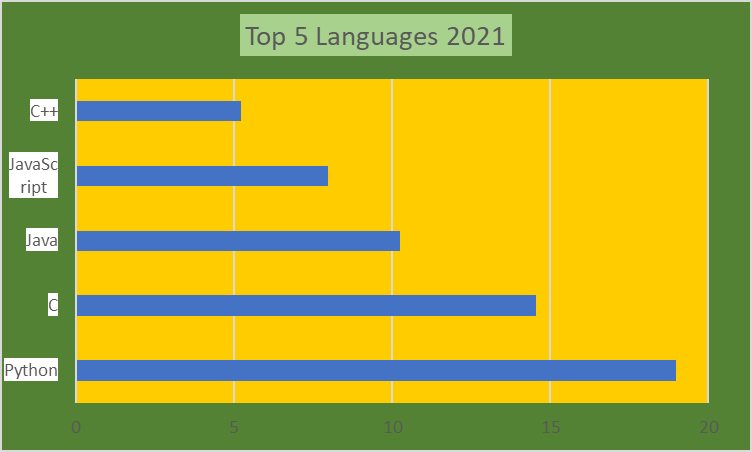 Top 5 Languages 2021
C++
JavaSc
ript
Java
C
Python
0 5 10 15 20